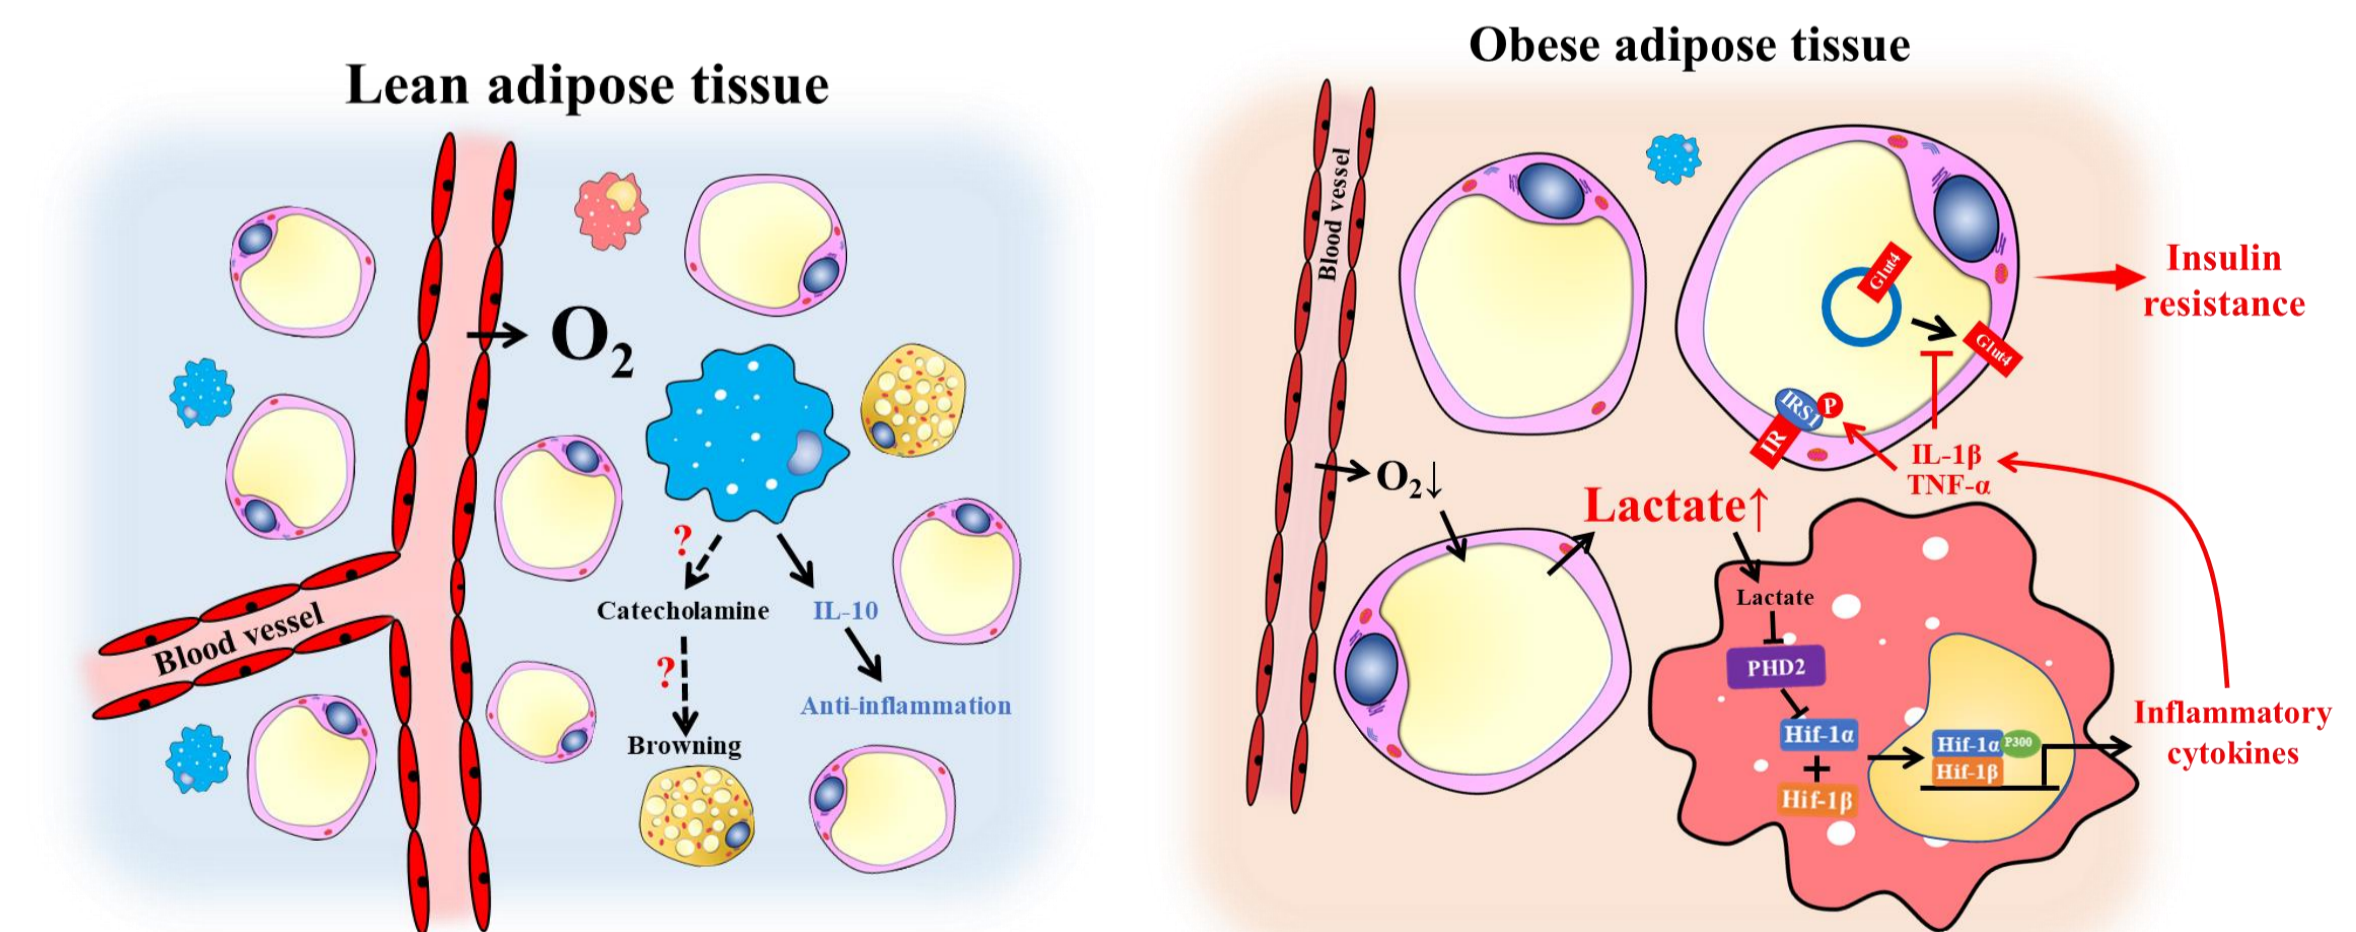 Lean adipose tissue
O₂
Blood vessel
?
Catecholamine
IL-10
?
Anti-inflammation
Browning
Obese adipose tissue
Blood vessel
Glut4
Glut4
Insulin
resistance
IRS1
P
IR
IL-1β
TNF-α
O₂↓
Lactate↑
Lactate
PHD2
Hif-1α
+
Hif-1β
Hif-1α
P300
Hif-1β
Inflammatory
cytokines